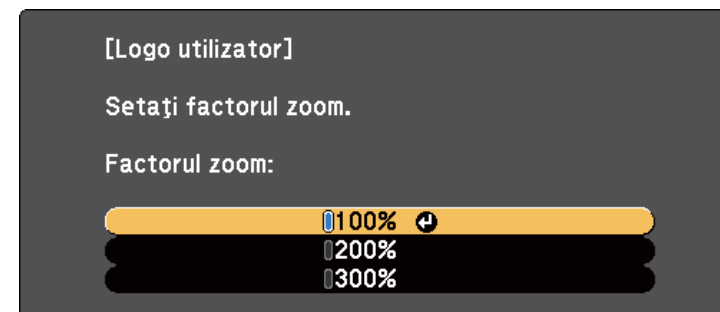 [Logo utilizator]
Setaţi factorul zoom.
Factorul zoom:
100%
200%
300%